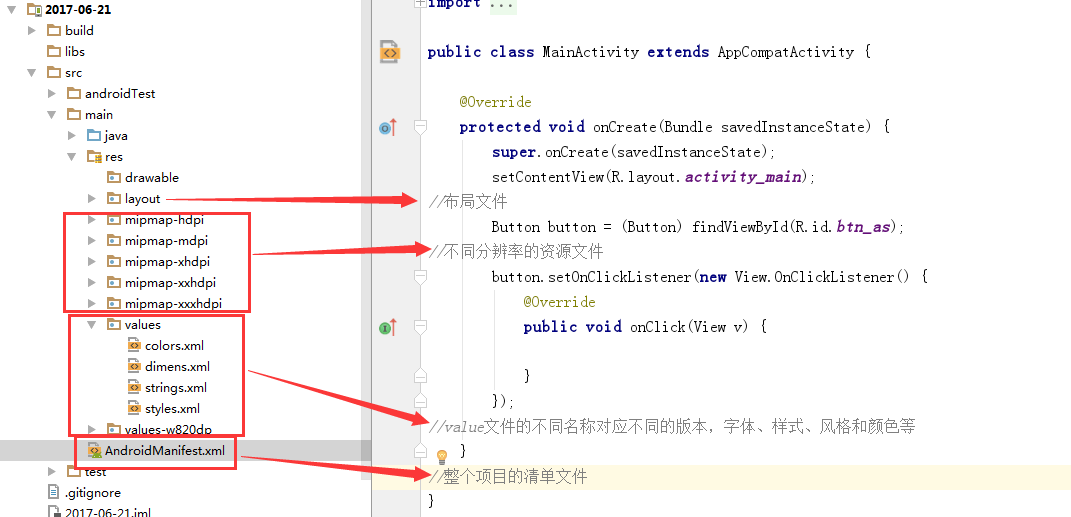 2017-06-21
build
libs
src
androidTest
main
java
res
drawable
layout
mipmap-hdpi
mipmap-mdpi
mipmap-xhdpi
mipmap-xxhdpi
mipmap-xxxhdpi
values
colors.xml
dimens.xml
strings.xml
styles.xml
values-w820dp
AndroidManifest.xml
test
.gitignore
2017-06-21.iml
import ...
public class MainActivity extends AppCompatActivity {
@Override
protected void onCreate(Bundle savedInstanceState) {
super.onCreate(savedInstanceState);
setContentView(R.layout.activity_main);
//布局文件
Button button = (Button) findViewById(R.id.btn_as);
//不同分辨率的资源文件
button.setOnClickListener(new View.OnClickListener() {
@Override
public void onClick(View v) {
}
});
//value文件的不同名称对应不同的版本，字体、样式、风格和颜色等
}
//整个项目的清单文件
}